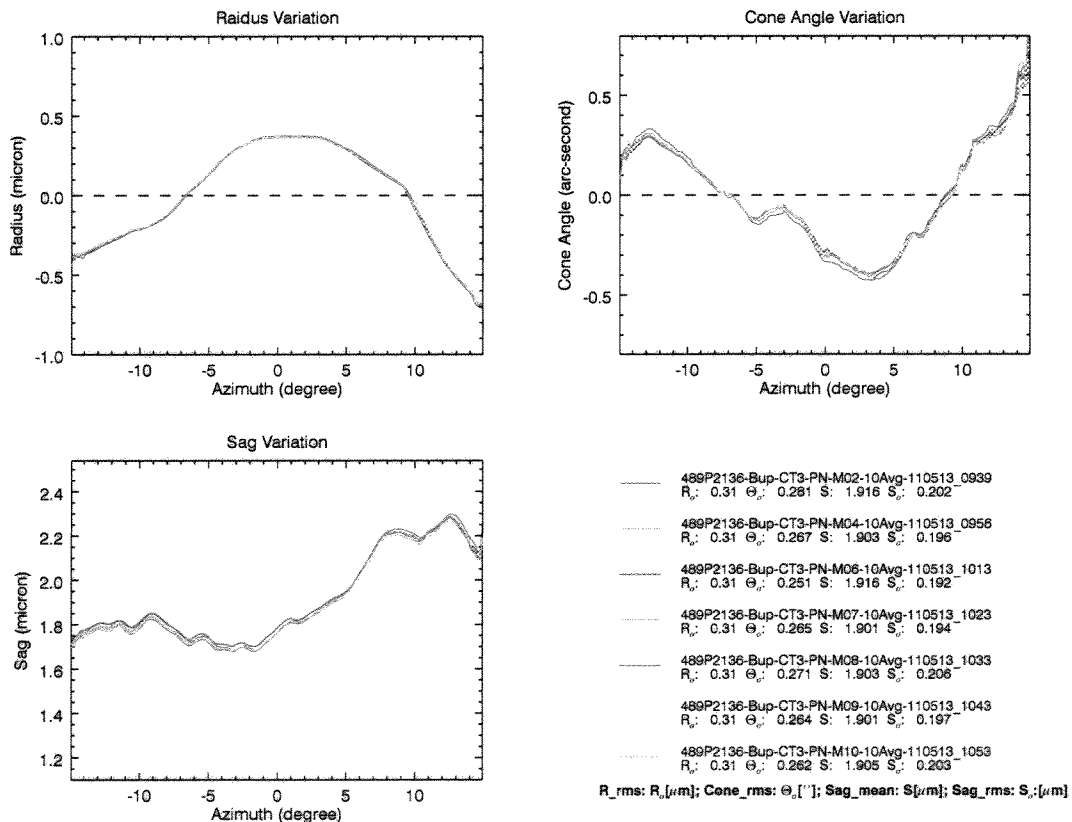 Raidus Variation
1.0
0.5
0.0
-0.5
-1.0
Radius (micron)
-10 -5 0 5 10
Azimuth (degree)
Cone Angle Variation
0.5
0.0
-0.5
Cone Angle (arc-second)
-10 -5 0 5 10
Azimuth (degree)
Sag Variation
2.4
2.2
2.0
1.8
1.6
1.4
1.2
Sag (micron)
-10 -5 0 5 10
Azimuth (degree)
489P2136-Bup-CT3-PN-M02-10Avg-110513_0939
Rσ: 0.31 Θσ: 0.281 S: 1.916 Sσ: 0.202
489P2136-Bup-CT3-PN-M04-10Avg-110513_0956
Rσ: 0.31 Θσ: 0.267 S: 1.903 Sσ: 0.196
489P2136-Bup-CT3-PN-M06-10Avg-110513_1013
Rσ: 0.31 Θσ: 0.251 S: 1.916 Sσ: 0.192
489P2136-Bup-CT3-PN-M07-10Avg-110513_1023
Rσ: 0.31 Θσ: 0.265 S: 1.901 Sσ: 0.194
489P2136-Bup-CT3-PN-M08-10Avg-110513_1033
Rσ: 0.31 Θσ: 0.271 S: 1.903 Sσ: 0.206
489P2136-Bup-CT3-PN-M09-10Avg-110513_1043
Rσ: 0.31 Θσ: 0.264 S: 1.901 Sσ: 0.197
489P2136-Bup-CT3-PN-M10-10Avg-110513_1053
Rσ: 0.31 Θσ: 0.262 S: 1.905 Sσ: 0.203
R_rms: Rσ[μm]; Cone_rms: Θσ['']; Sag_mean: S[μm]; Sag_rms: Sσ:[μm]